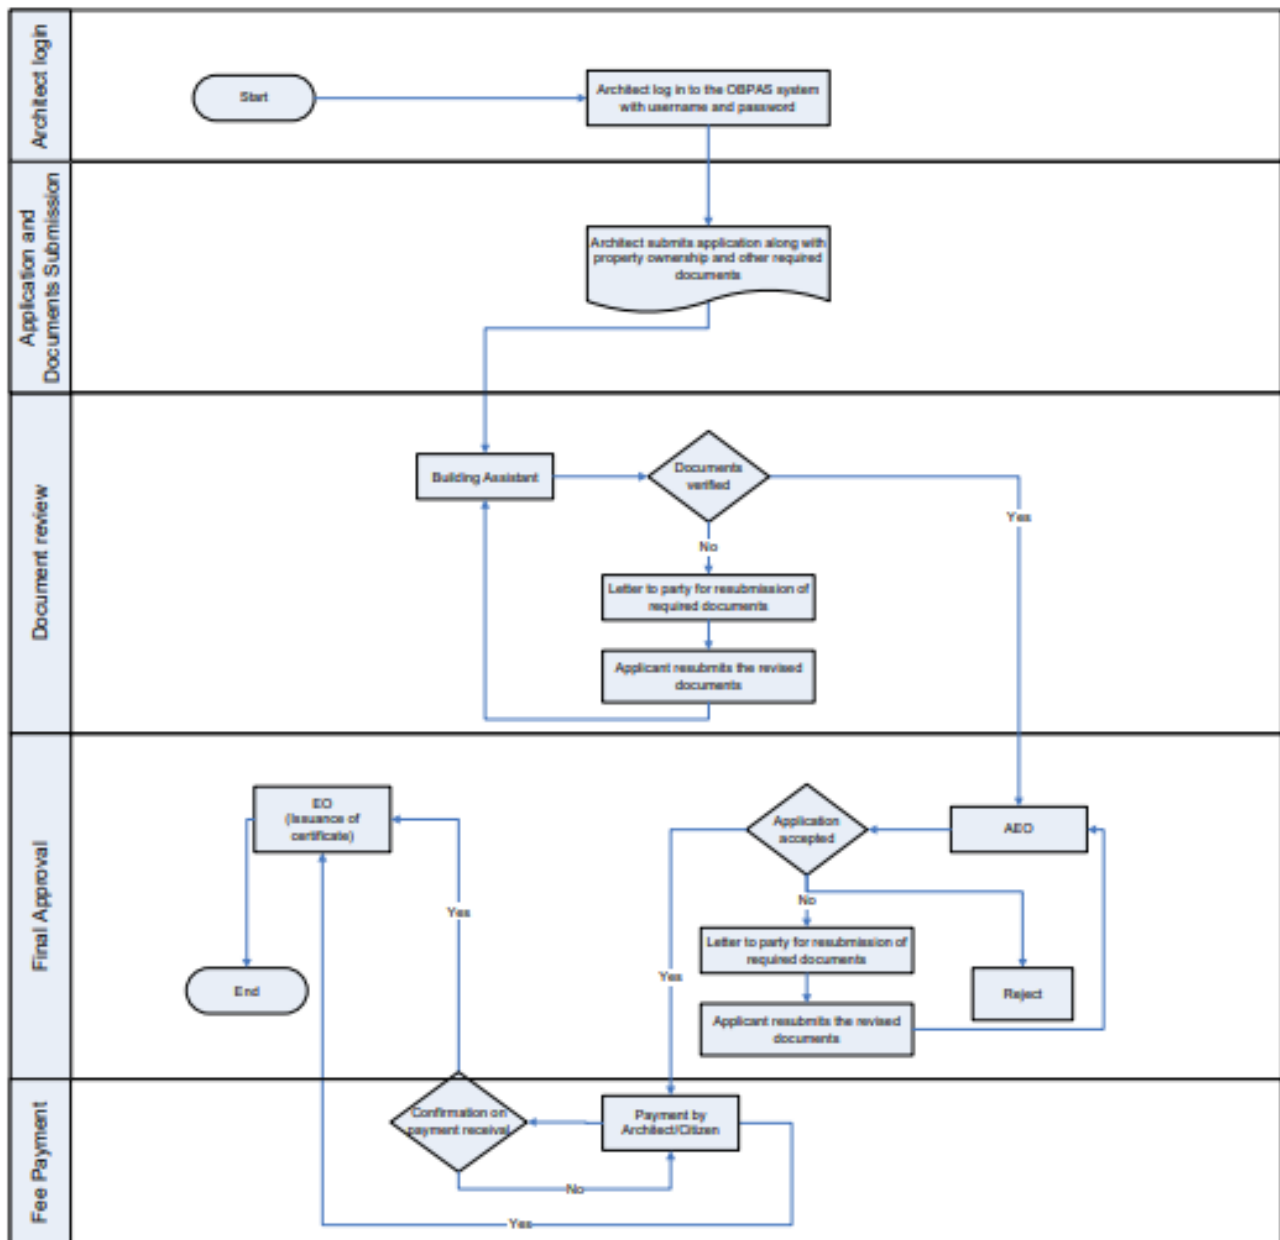 Architect login
Start
Architect log in to the OBPAS system
with username and password
Application and
Documents Submission
Architect submits application along with
property ownership and other required
documents
Document review
Building Assistant
Documents
verified
Yes
No
Letter to party for resubmission of
required documents
Applicant resubmits the revised
documents
Final Approval
EO
(Issuance of
certificate)
Application
accepted
AEO
Yes
No
Letter to party for resubmission of
required documents
Yes
End
Reject
Applicant resubmits the revised
documents
Fee Payment
Confirmation on
payment receival
Payment by
Architect/Citizen
No
Yes